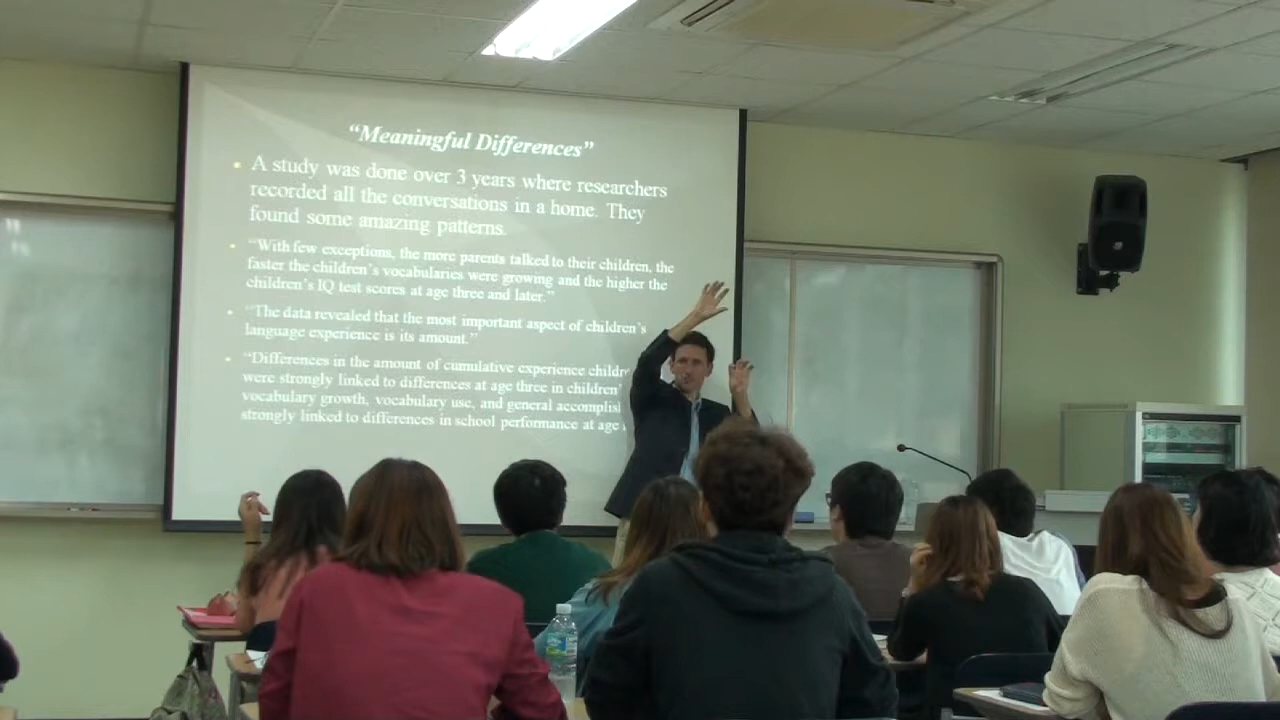 “Meaningful Differences”
• A study was done over 3 years where researchers
recorded all the conversations in a home. They
found some amazing patterns.
• “With few exceptions, the more parents talked to their children, the
faster the children’s vocabularies were growing and the higher the
children’s IQ test scores at age three and later.”
• “The data revealed that the most important aspect of children’s
language experience is its amount.”
• “Differences in the amount of cumulative experience
were strongly linked to differences at age three in
vocabulary growth, vocabulary use, and general
strongly linked to differences in school performance at age